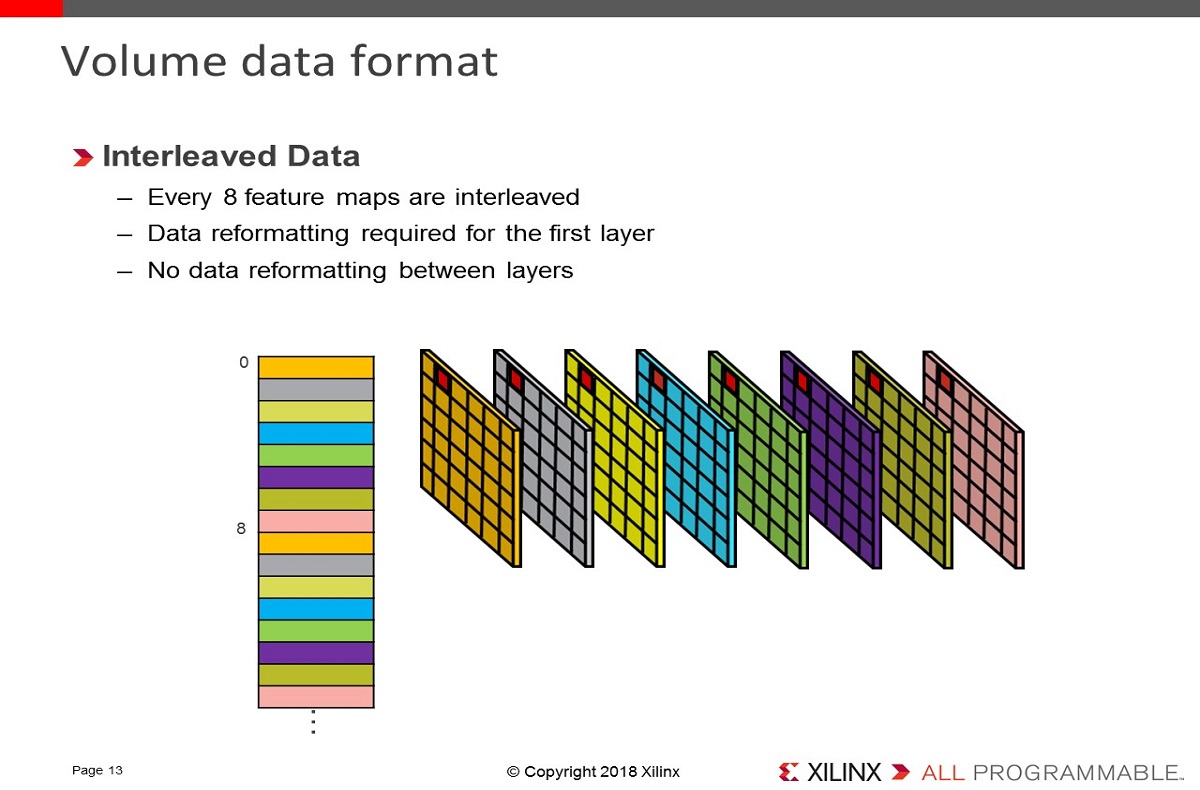 Volume data format
Interleaved Data
– Every 8 feature maps are interleaved
– Data reformatting required for the first layer
– No data reformatting between layers
0
8
Page 13
© Copyright 2018 Xilinx
XILINX ALL PROGRAMMABLE™